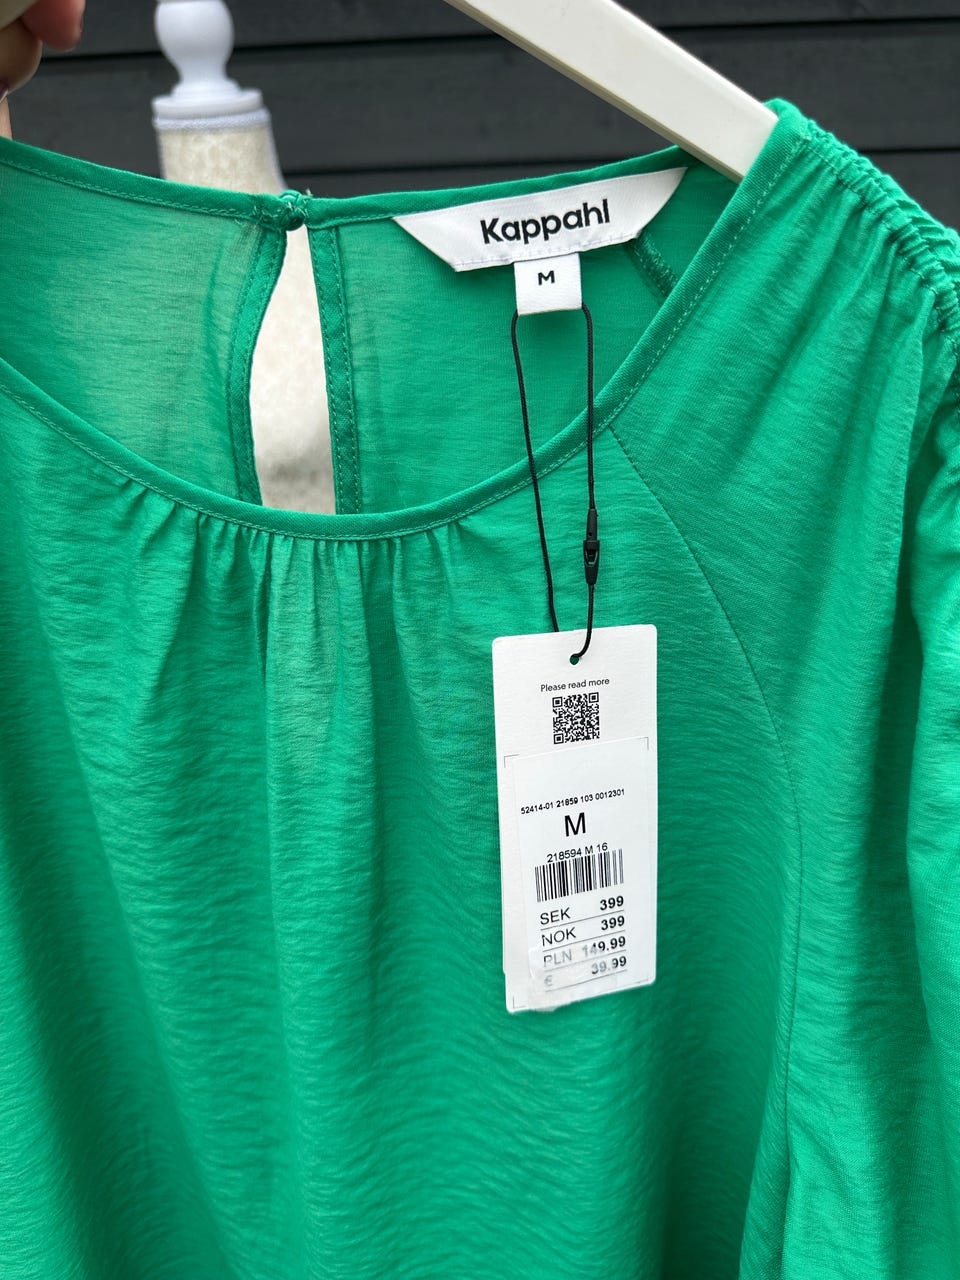 Kappahl
M
Please read more
52414-01 21859 103 0012301
M
218594 M 16
SEK 399
NOK 399
PLN 149.99
€ 39.99